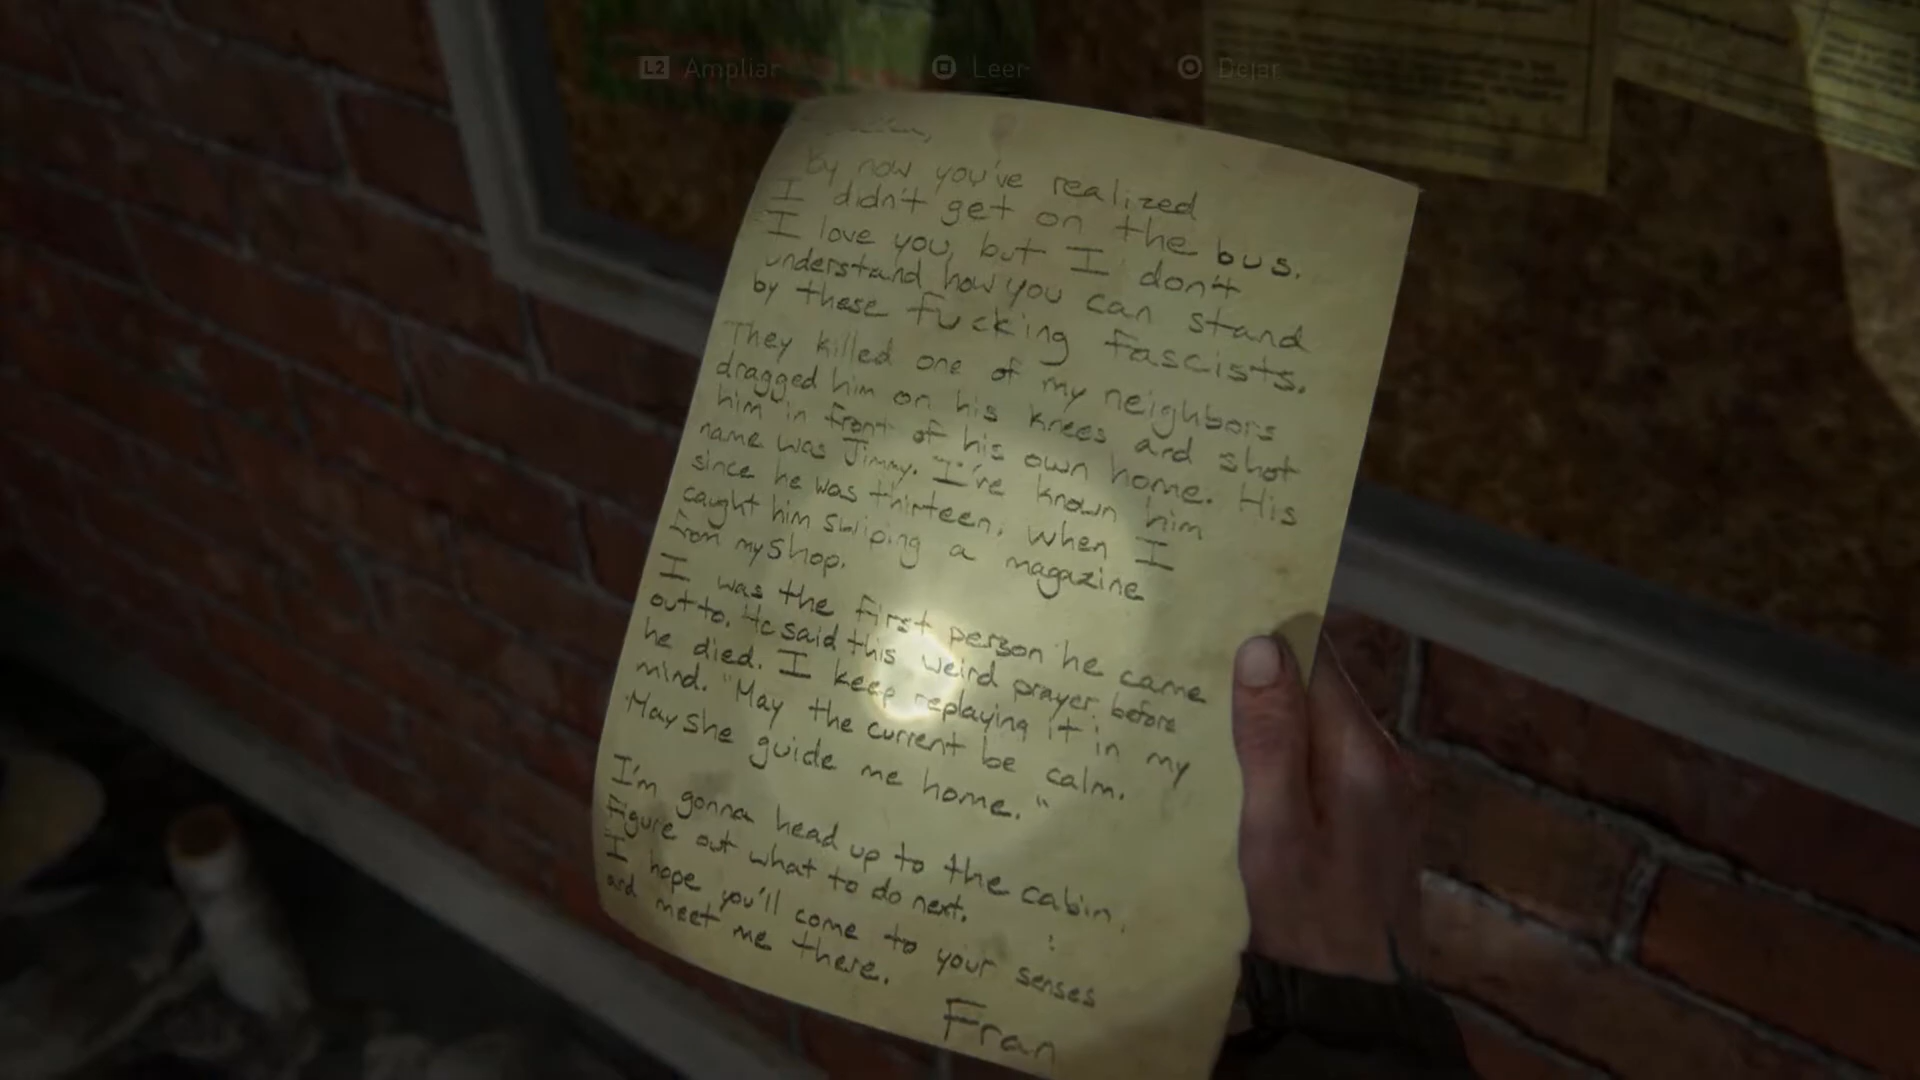 L2 Ampliar
Leer
Dejar
by now you've realized
I didn't get on the bus.
I love you, but I don't
understand how you can stand
by these fucking fascists.
They killed one of my neighbors
dragged him on his knees and shot
him in front of his own home. His
name was Jimmy. I've known him
since he was thirteen, when I
caught him swiping a magazine
from my shop.
I was the first person he came
out to. He said this weird prayer before
he died. I keep replaying it in my
mind. "May the current be calm.
May she guide me home."
I'm gonna head up to the cabin.
Figure out what to do next.
I hope you'll come to your senses
and meet me there.
Fran